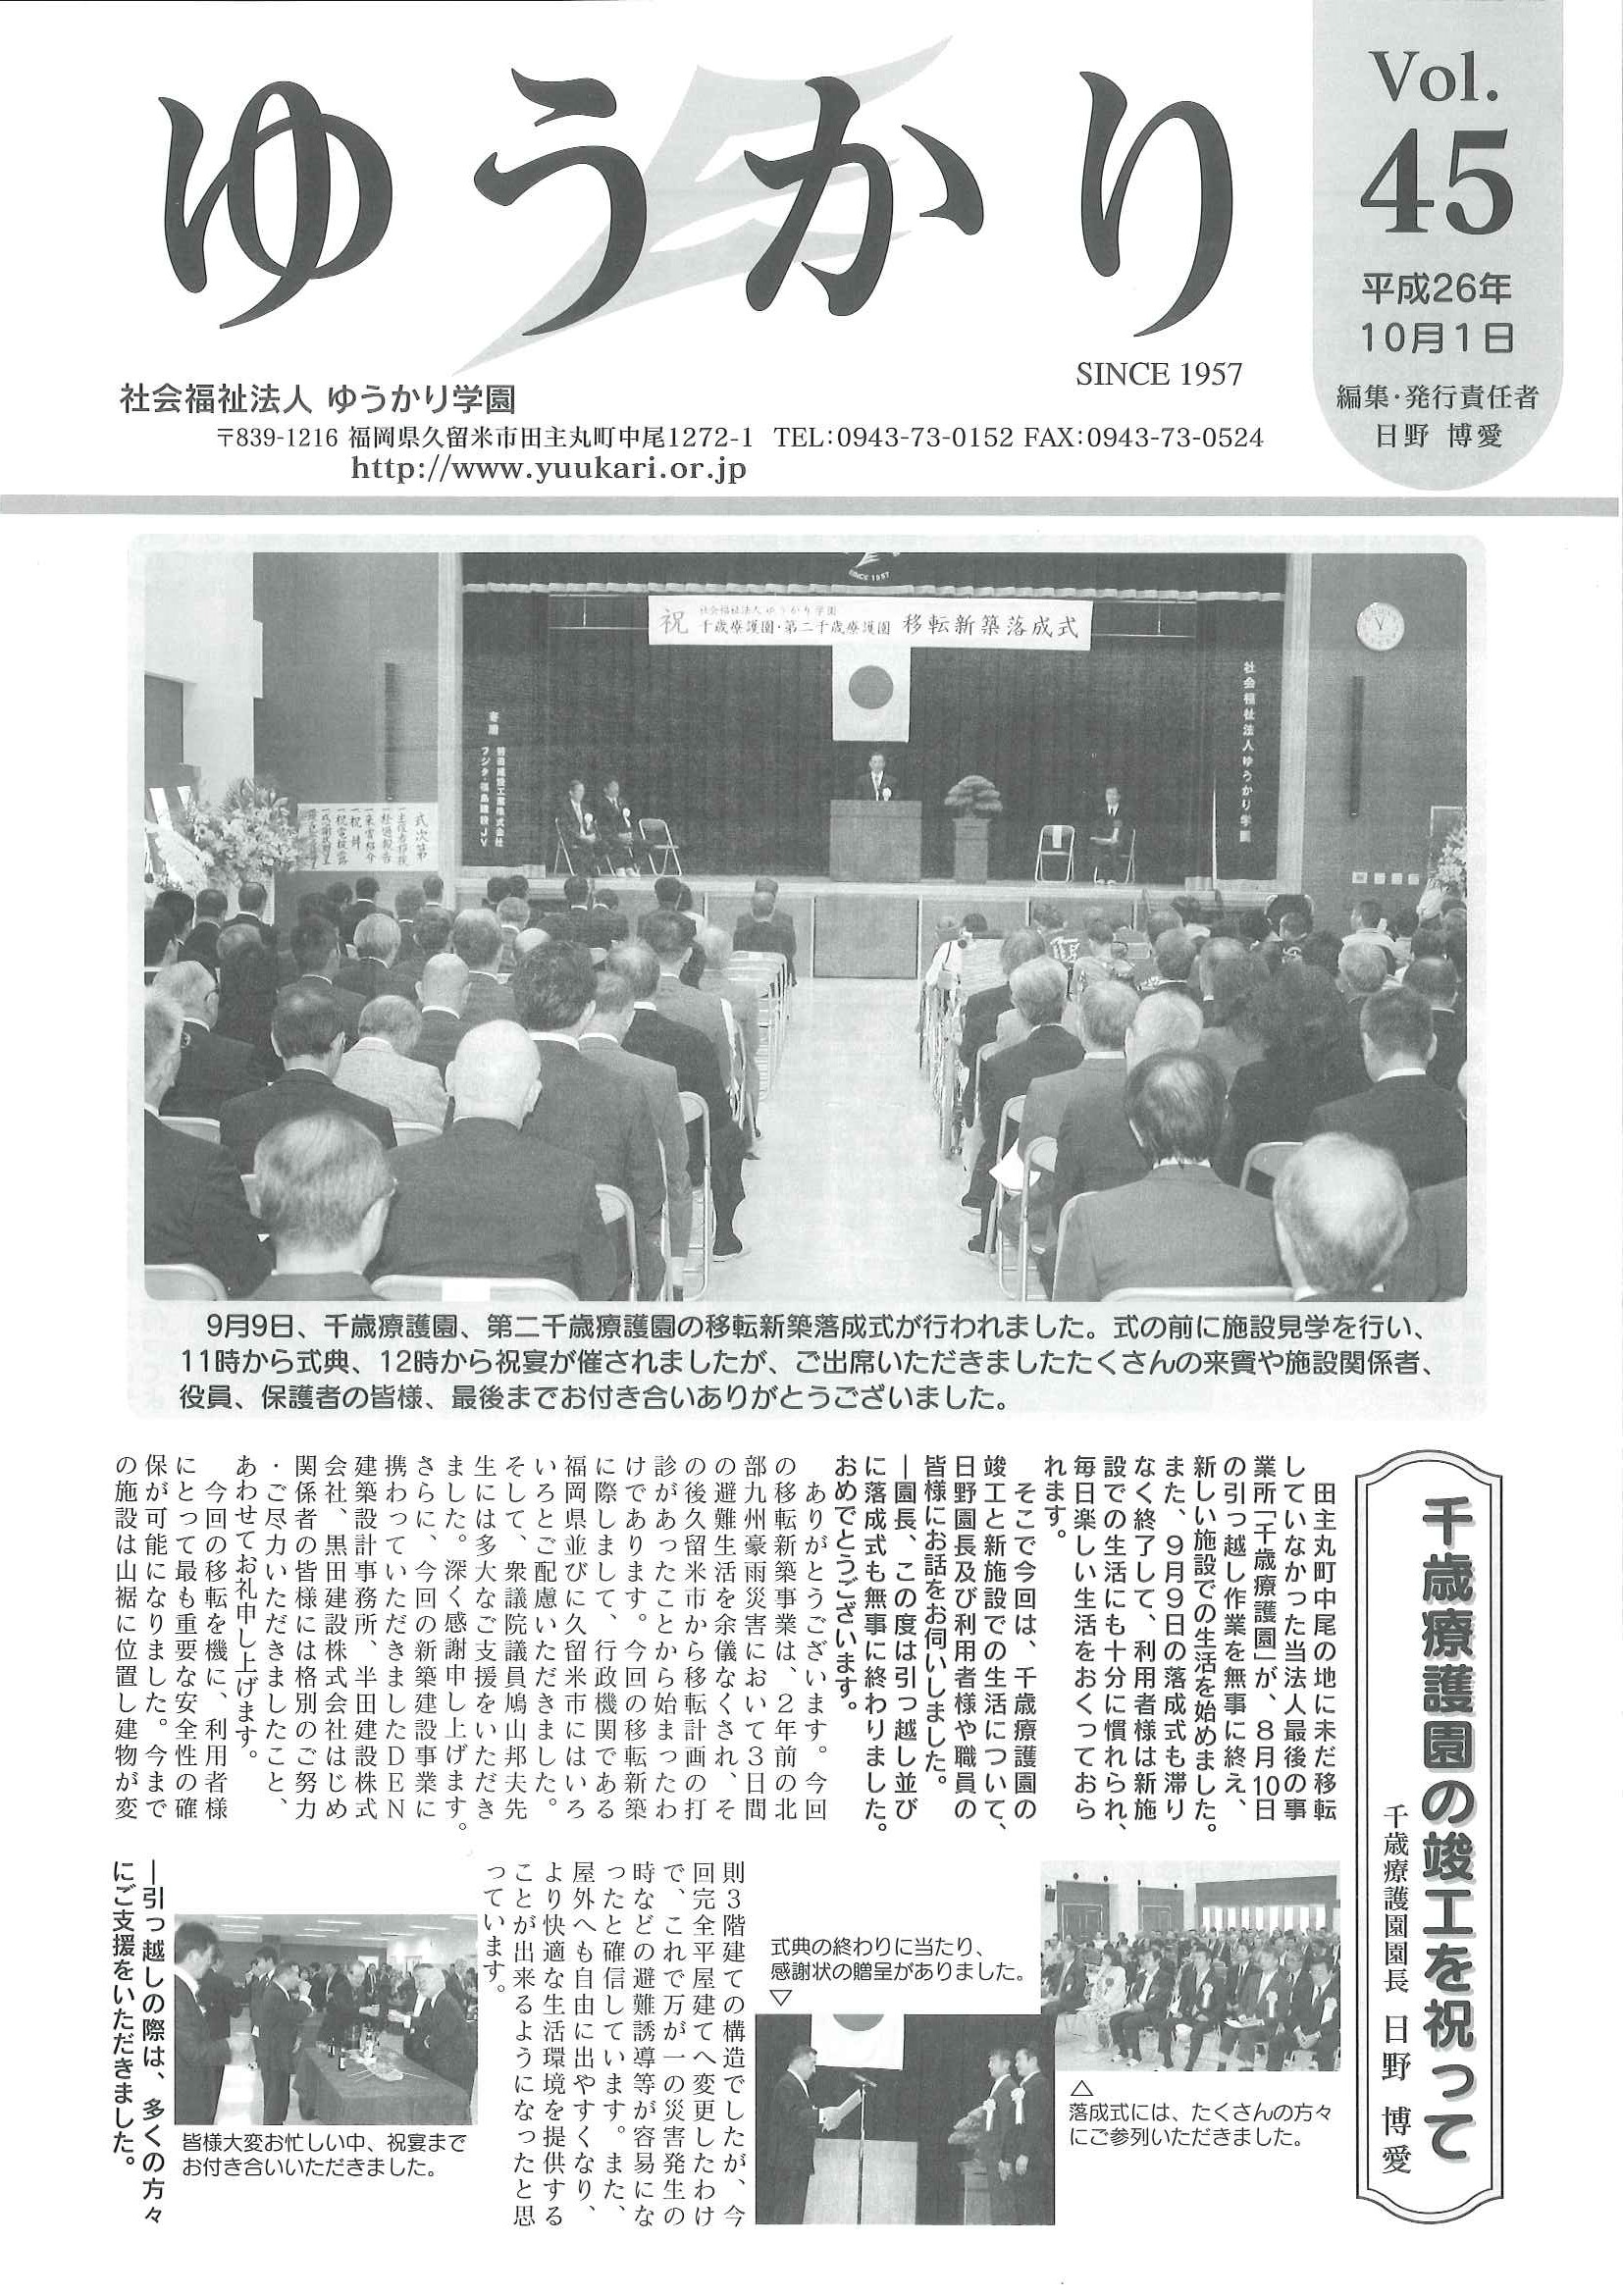 ゆうかり
Vol.
45
平成26年
10月1日
編集・発行責任者
日野 博愛
SINCE 1957
社会福祉法人 ゆうかり学園
〒839-1216 福岡県久留米市田主丸町中尾1272-1 TEL:0943-73-0152 FAX:0943-73-0524
http://www.yuukari.or.jp
SINCE 1957
祝
社会福祉法人 ゆうかり学園
千歳療護園・第二千歳療護園
移転新築落成式
社会福祉法人ゆうかり学園
寄贈
フジタ・福島建設JV
式次第
9月9日、千歳療護園、第二千歳療護園の移転新築落成式が行われました。式の前に施設見学を行い、
11時から式典、12時から祝宴が催されましたが、ご出席いただきましたたくさんの来賓や施設関係者、
役員、保護者の皆様、最後までお付き合いありがとうございました。
千歳療護園の竣工を祝って
千歳療護園園長 日野 博愛
田主丸町中尾の地に未だ移転
していなかった当法人最後の事
業所「千歳療護園」が、8月10日
の引っ越し作業を無事に終え、
新しい施設での生活を始めました。
また、9月9日の落成式も滞り
なく終了して、利用者様は新施
設での生活にも十分に慣れられ、
毎日楽しい生活をおくっておら
れます。
そこで今回は、千歳療護園の
竣工と新施設での生活について、
日野園長及び利用者様や職員の
皆様にお話をお伺いしました。
―園長、この度は引っ越し並び
に落成式も無事に終わりました。
おめでとうございます。
ありがとうございます。今回
の移転新築事業は、2年前の北
部九州豪雨災害において3日間
の避難生活を余儀なくされ、そ
の後久留米市から移転計画の打
診があったことから始まったわ
けであります。今回の移転新築
に際しまして、行政機関である
福岡県並びに久留米市にはいろ
いろとご配慮いただきました。
そして、衆議院議員鳩山邦夫先
生には多大なご支援をいただき
ました。深く感謝申し上げます。
さらに、今回の新築建設事業に
携わっていただきましたDEN
建築設計事務所、半田建設株式
会社、黒田建設株式会社はじめ
関係者の皆様には格別のご努力
・ご尽力いただきましたこと、
あわせてお礼申し上げます。
今回の移転を機に、利用者様
にとって最も重要な安全性の確
保が可能になりました。今まで
の施設は山裾に位置し建物が変
△
落成式には、たくさんの方々
にご参列いただきました。
式典の終わりに当たり、
感謝状の贈呈がありました。
▽
則3階建ての構造でしたが、今
回完全平屋建てへ変更したわけ
で、これで万が一の災害発生の
時などの避難誘導等が容易にな
ったと確信しています。また、
屋外へも自由に出やすくなり、
より快適な生活環境を提供する
ことが出来るようになったと思
っています。
皆様大変お忙しい中、祝宴まで
お付き合いいただきました。
―引っ越しの際は、多くの方々
にご支援をいただきました。